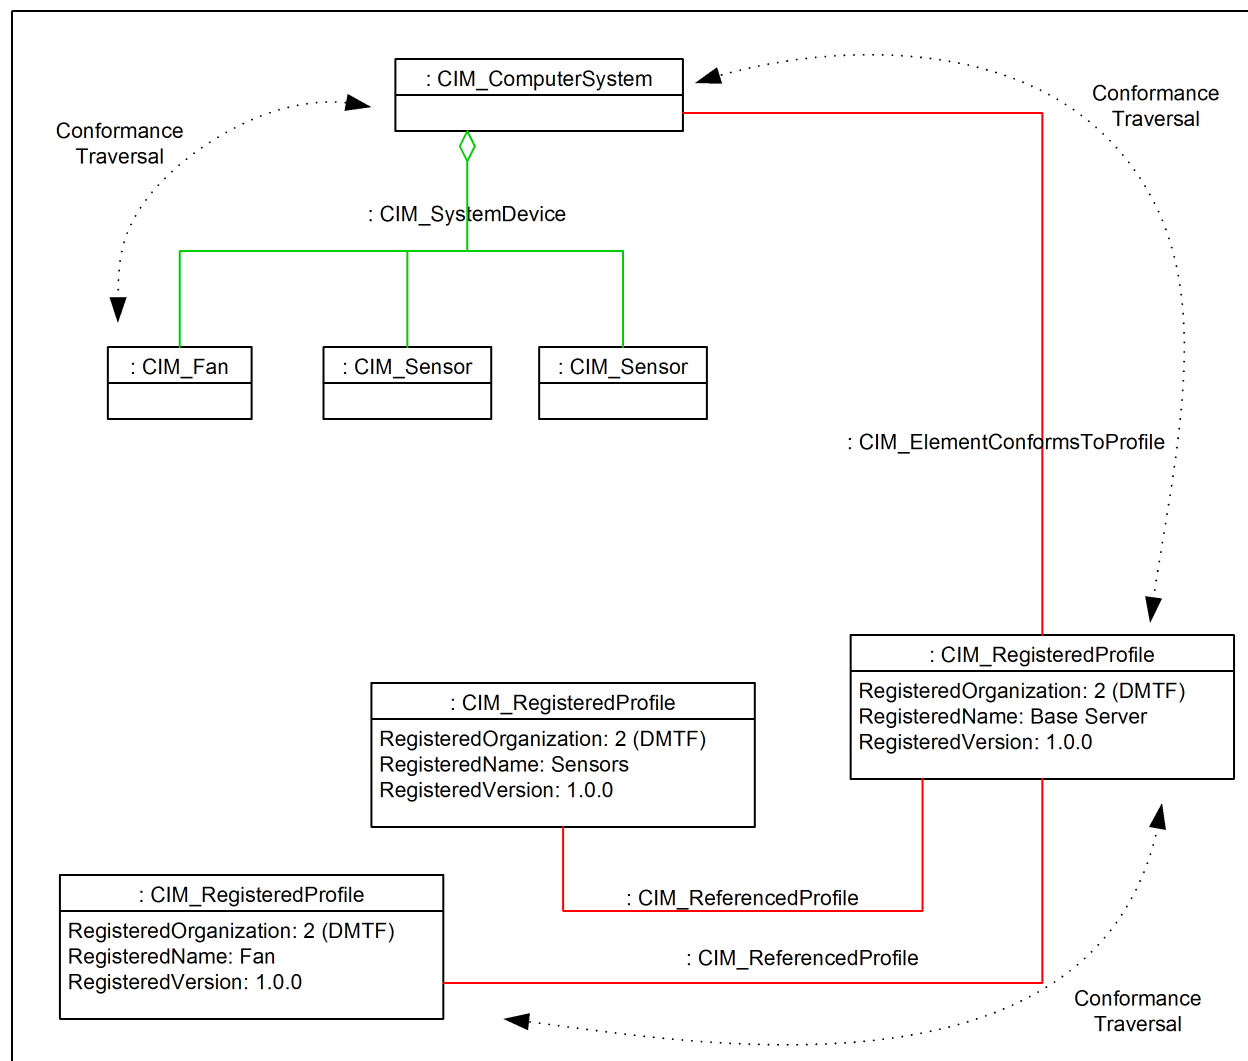 : CIM_ComputerSystem
Conformance
Traversal
Conformance
Traversal
: CIM_SystemDevice
: CIM_Fan
: CIM_Sensor
: CIM_Sensor
: CIM_ElementConformsToProfile
: CIM_RegisteredProfile
RegisteredOrganization: 2 (DMTF)
RegisteredName: Base Server
RegisteredVersion: 1.0.0
: CIM_RegisteredProfile
RegisteredOrganization: 2 (DMTF)
RegisteredName: Sensors
RegisteredVersion: 1.0.0
: CIM_RegisteredProfile
RegisteredOrganization: 2 (DMTF)
RegisteredName: Fan
RegisteredVersion: 1.0.0
: CIM_ReferencedProfile
: CIM_ReferencedProfile
Conformance
Traversal